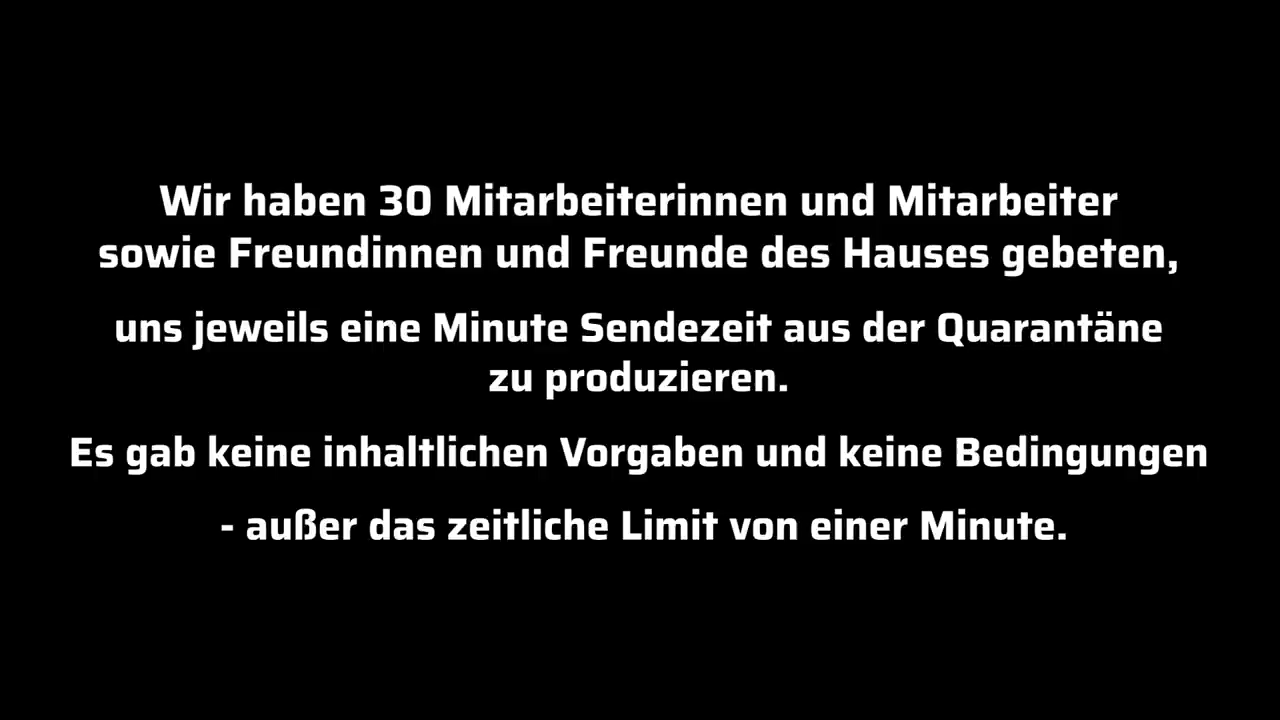 Wir haben 30 Mitarbeiterinnen und Mitarbeiter
sowie Freundinnen und Freunde des Hauses gebeten,
uns jeweils eine Minute Sendezeit aus der Quarantäne
zu produzieren.
Es gab keine inhaltlichen Vorgaben und keine Bedingungen
- außer das zeitliche Limit von einer Minute.